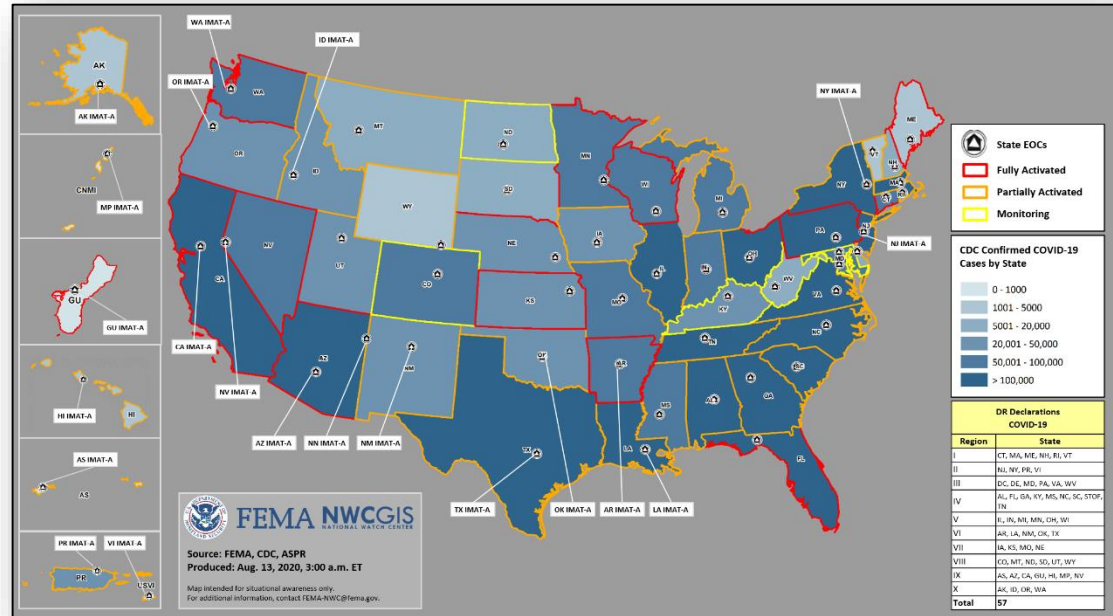 WA IMAT-A
ID IMAT-A
OR IMAT-A
NY IMAT-A
AK
AK IMAT-A
CNMI
MP IMAT-A
GU
GU IMAT-A
HI
HI IMAT-A
AS IMAT-A
AS
PR IMAT-A
VI IMAT-A
PR
USVI
WA
OR
ID
MT
ND
SD
WY
NE
MN
WI
MI
IA
NV
UT
CO
CA
KS
MO
IL
IN
OH
PA
NY
VT
NH
ME
MA
CT
WV
VA
KY
TN
NC
SC
AZ
NM
OK
AR
TX
LA
MS
AL
GA
FL
NJ IMAT-A
CA IMAT-A
NV IMAT-A
AZ IMAT-A
NN IMAT-A
NM IMAT-A
TX IMAT-A
OK IMAT-A
AR IMAT-A
LA IMAT-A
FEMA NWCGIS
NATIONAL WATCH CENTER
Source: FEMA, CDC, ASPR
Produced: Aug. 13, 2020, 3:00 a.m. ET
Map intended for situational awareness only.
For additional information, contact FEMA-NWC@fema.gov.
State EOCs
Fully Activated
Partially Activated
Monitoring
CDC Confirmed COVID-19
Cases by State
0 - 1000
1001 - 5000
5001 - 20,000
20,001 - 50,000
50,001 - 100,000
> 100,000
DR Declarations
COVID-19
Region State
I CT, MA, ME, NH, RI, VT
II NJ, NY, PR, VI
III DC, DE, MD, PA, VA, WV
IV AL, FL, GA, KY, MS, NC, SC, STOF,
TN
V IL, IN, MI, MN, OH, WI
VI AR, LA, NM, OK, TX
VII IA, KS, MO, NE
VIII CO, MT, ND, SD, UT, WY
IX AS, AZ, CA, GU, HI, MP, NV
X AK, ID, OR, WA
Total 57